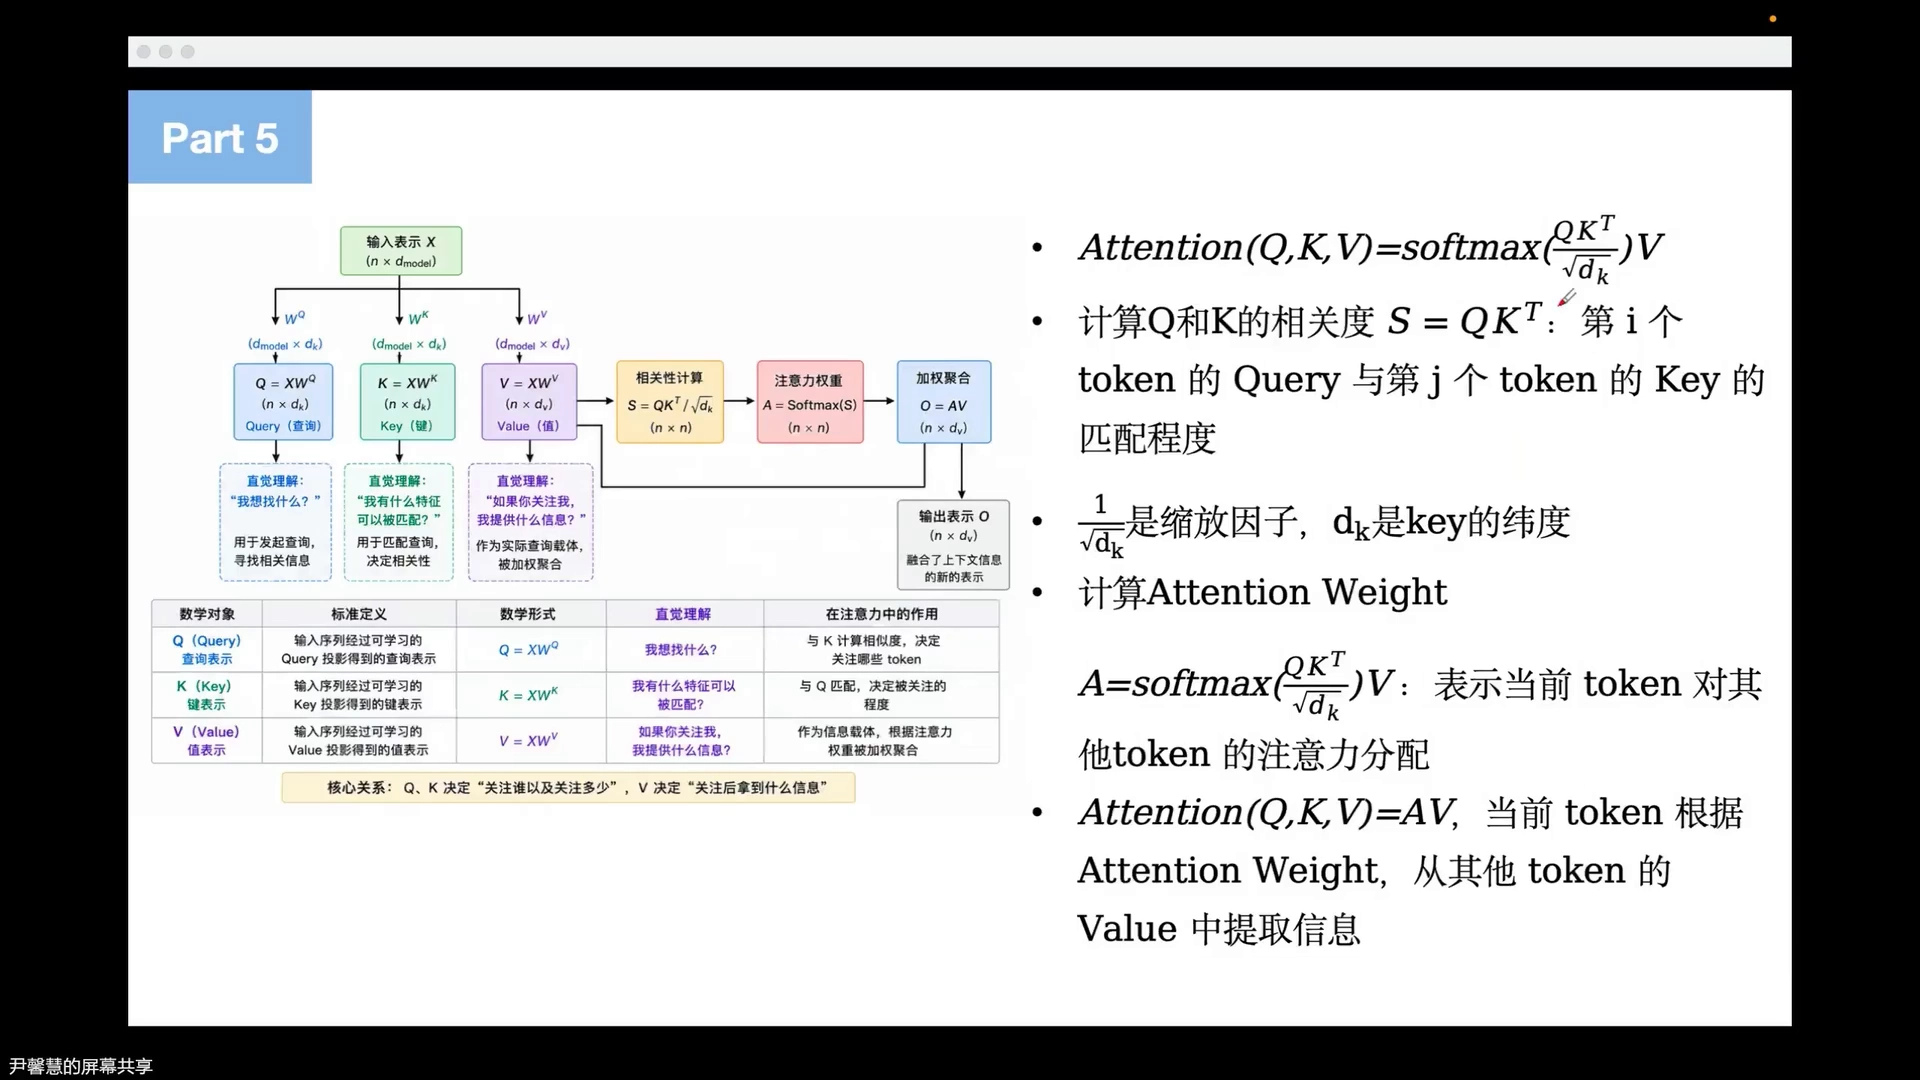 Part 5
输入表示 X
(n × d_model)
W^Q
W^K
W^V
(d_model × d_k)
(d_model × d_k)
(d_model × d_v)
Q = XW^Q
(n × d_k)
Query（查询）
K = XW^K
(n × d_k)
Key（键）
V = XW^V
(n × d_v)
Value（值）
相关性计算
S = QK^T / √d_k
(n × n)
注意力权重
A = Softmax(S)
(n × n)
加权聚合
O = AV
(n × d_v)
直觉理解：
“我想找什么？”
用于发起查询，
寻找相关信息
直觉理解：
“我有什么特征
可以被匹配？”
用于匹配查询，
决定相关性
直觉理解：
“如果你关注我，
我提供什么信息？”
作为实际查询载体，
被加权聚合
输出表示 O
(n × d_v)
融合了上下文信息
的新的表示
数学对象 标准定义 数学形式 直觉理解 在注意力中的作用
Q（Query）
查询表示
输入序列经过可学习的
Query 投影得到的查询表示
Q = XW^Q
我想找什么？
与 K 计算相似度，决定
关注哪些 token
K（Key）
键表示
输入序列经过可学习的
Key 投影得到的键表示
K = XW^K
我有什么特征可以
被匹配？
与 Q 匹配，决定被关注的
程度
V（Value）
值表示
输入序列经过可学习的
Value 投影得到的值表示
V = XW^V
如果你关注我，
我提供什么信息？
作为信息载体，根据注意力
权重被加权聚合
核心关系： Q、K 决定“关注谁以及关注多少”，V 决定“关注后拿到什么信息”
• Attention(Q,K,V)=softmax(QK^T/√d_k)V
• 计算Q和K的相关度 S = QK^T：第 i 个
token 的 Query 与第 j 个 token 的 Key 的
匹配程度
• 1/√d_k是缩放因子，d_k是key的纬度
• 计算Attention Weight
A=softmax(QK^T/√d_k)V：表示当前 token 对其
他token 的注意力分配
• Attention(Q,K,V)=AV，当前 token 根据
Attention Weight，从其他 token 的
Value 中提取信息
尹馨慧的屏幕共享